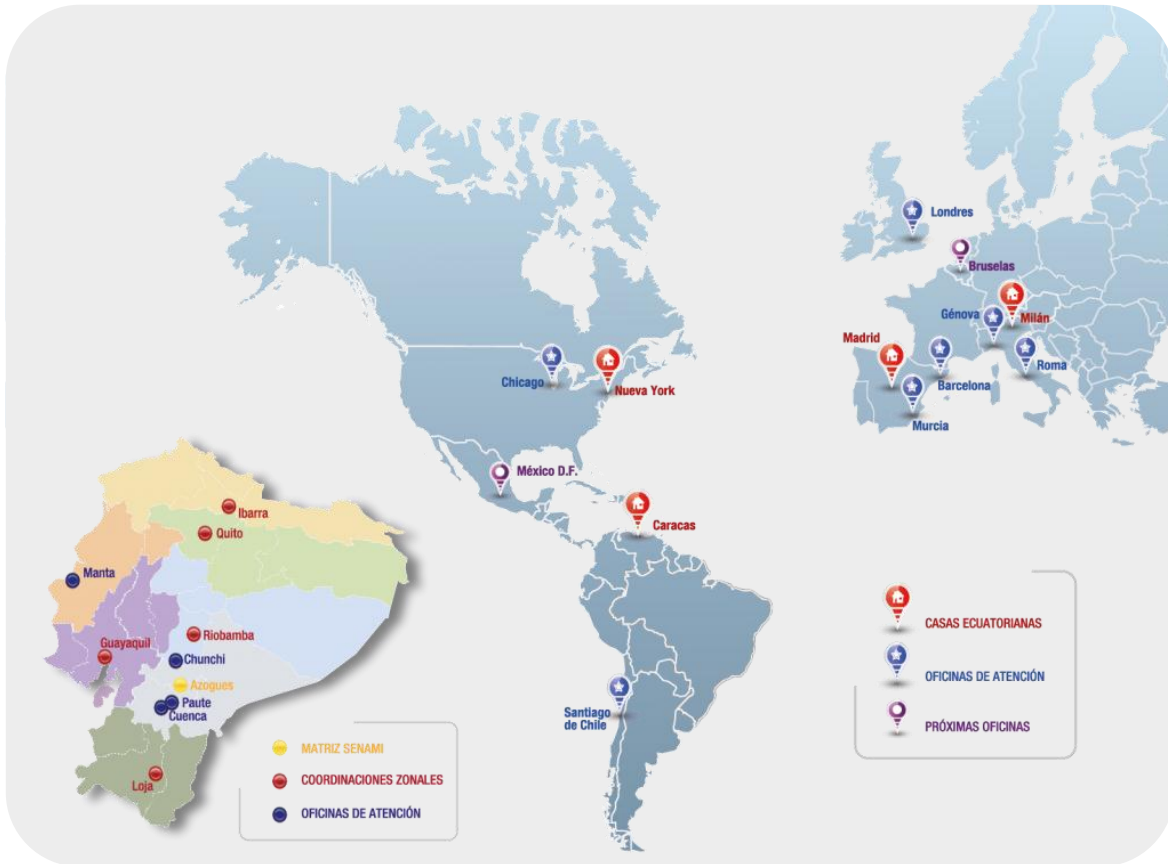 Londres
Bruselas
Génova
Milán
Madrid
Roma
Barcelona
Murcia
Chicago
Nueva York
México D.F.
Caracas
Santiago
de Chile
Ibarra
Quito
Manta
Riobamba
Guayaquil
Chunchi
Azogues
Paute
Cuenca
Loja
MATRIZ SENAMI
COORDINACIONES ZONALES
OFICINAS DE ATENCIÓN
CASAS ECUATORIANAS
OFICINAS DE ATENCIÓN
PRÓXIMAS OFICINAS